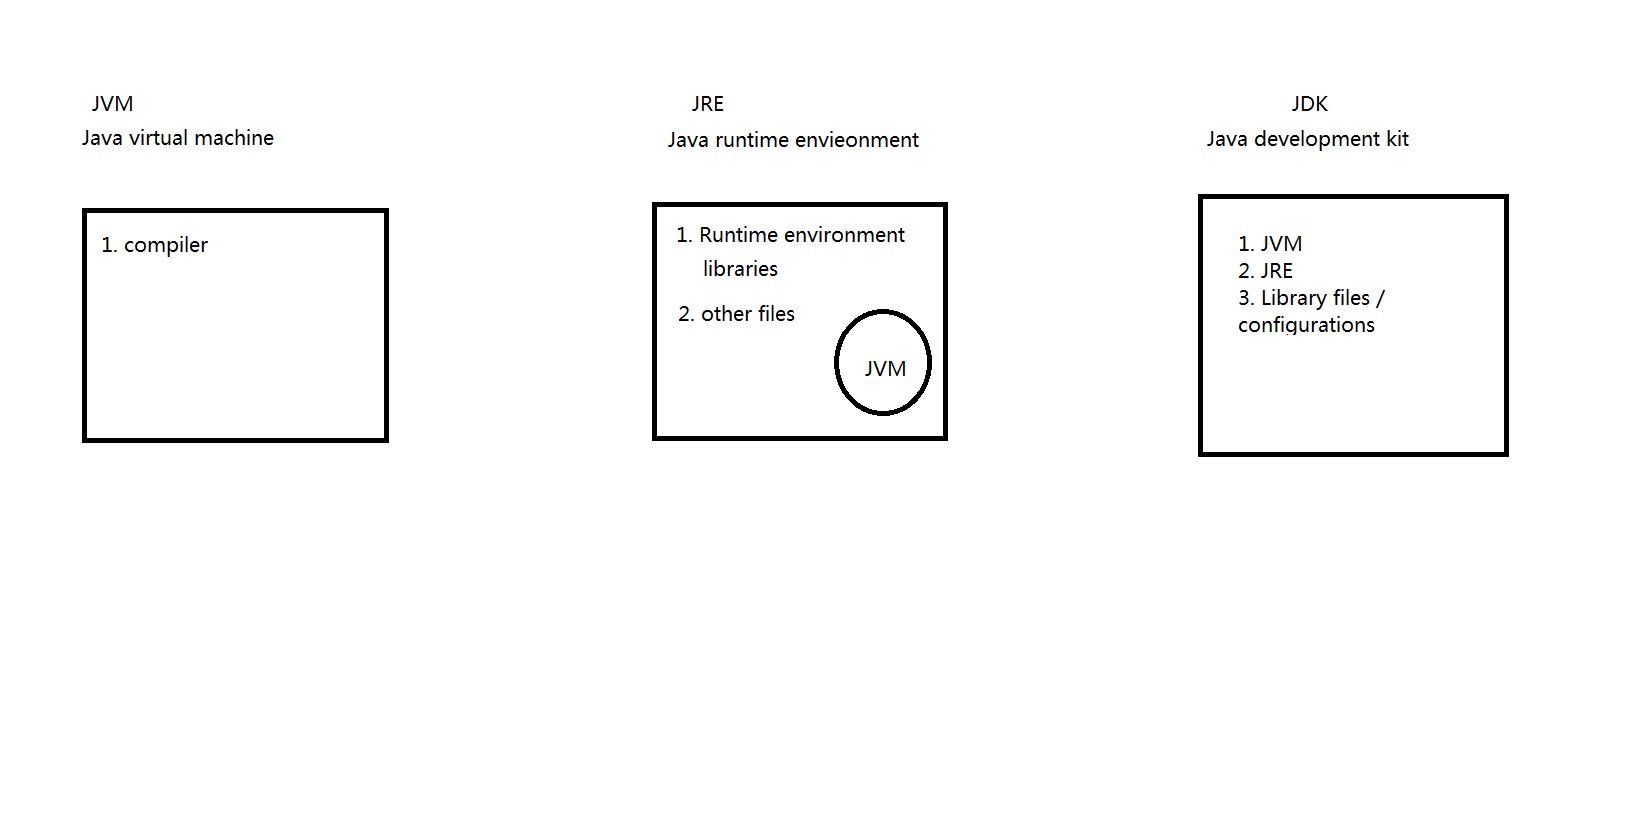 JVM
Java virtual machine
1. compiler
JRE
Java runtime envieonment
1. Runtime environment
libraries
2. other files
JVM
JDK
Java development kit
1. JVM
2. JRE
3. Library files /
configurations